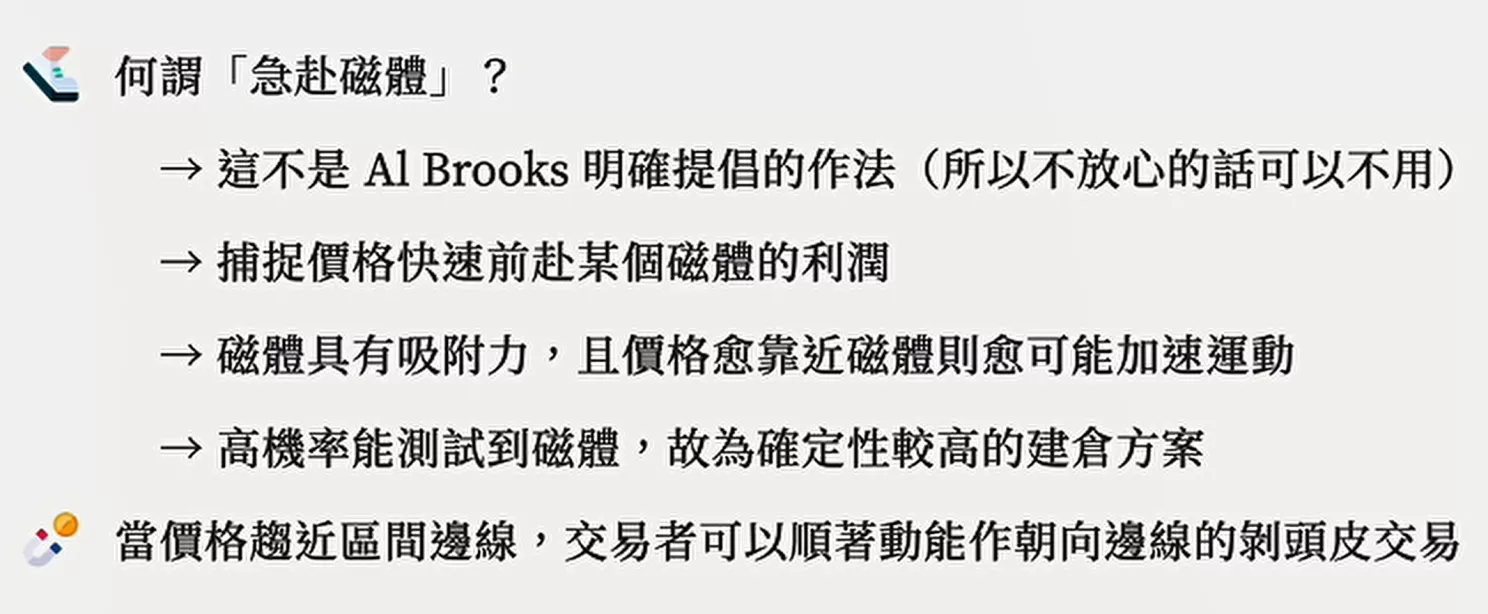 何謂「急赴磁體」？
→ 這不是 Al Brooks 明確提倡的作法（所以不放心的話可以不用）
→ 捕捉價格快速前赴某個磁體的利潤
→ 磁體具有吸附力，且價格愈靠近磁體則愈可能加速運動
→ 高機率能測試到磁體，故為確定性較高的建倉方案
當價格趨近區間邊線，交易者可以順著動能作朝向邊線的剝頭皮交易